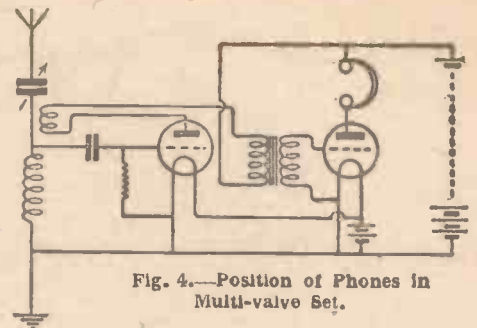 Fig. 4.—Position of Phones in
Multi-valve Set.